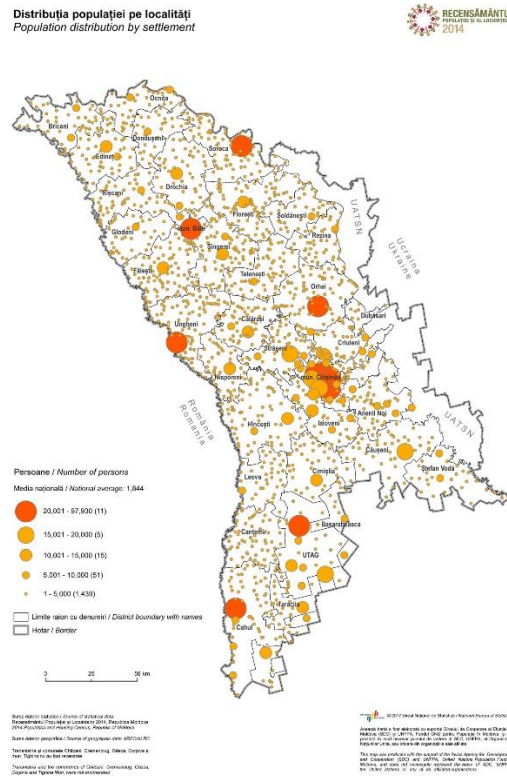 Distribuția populației pe localități
Population distribution by settlement
RECENSĂMÂNTUL
POPULAȚIEI ȘI AL LOCUINȚELOR
2014
Ocnița
Briceni
Dondușeni
Edineț
Soroca
Drochia
Rîșcani
Florești
Șoldănești
UATSN
Glodeni
mun. Bălți
Rezina
Sîngerei
Ucraina
Ukraine
Fălești
Telenești
Orhei
Dubăsari
Ungheni
Călărași
Criuleni
Strășeni
mun. Chișinău
Nisporeni
România
Romania
Anenii Noi
UATSN
Hîncești
Ialoveni
Căușeni
Ștefan Vodă
Leova
Cimișlia
Basarabeasca
Cantemir
UTAG
Taraclia
Cahul
Persoane / Number of persons
Media națională / National average: 1,844
20,001 - 97,930 (11)
15,001 - 20,000 (5)
10,001 - 15,000 (15)
5,001 - 10,000 (51)
1 - 5,000 (1,439)
Limite raion cu denumiri / District boundary with names
Hotar / Border
0 25 50 km